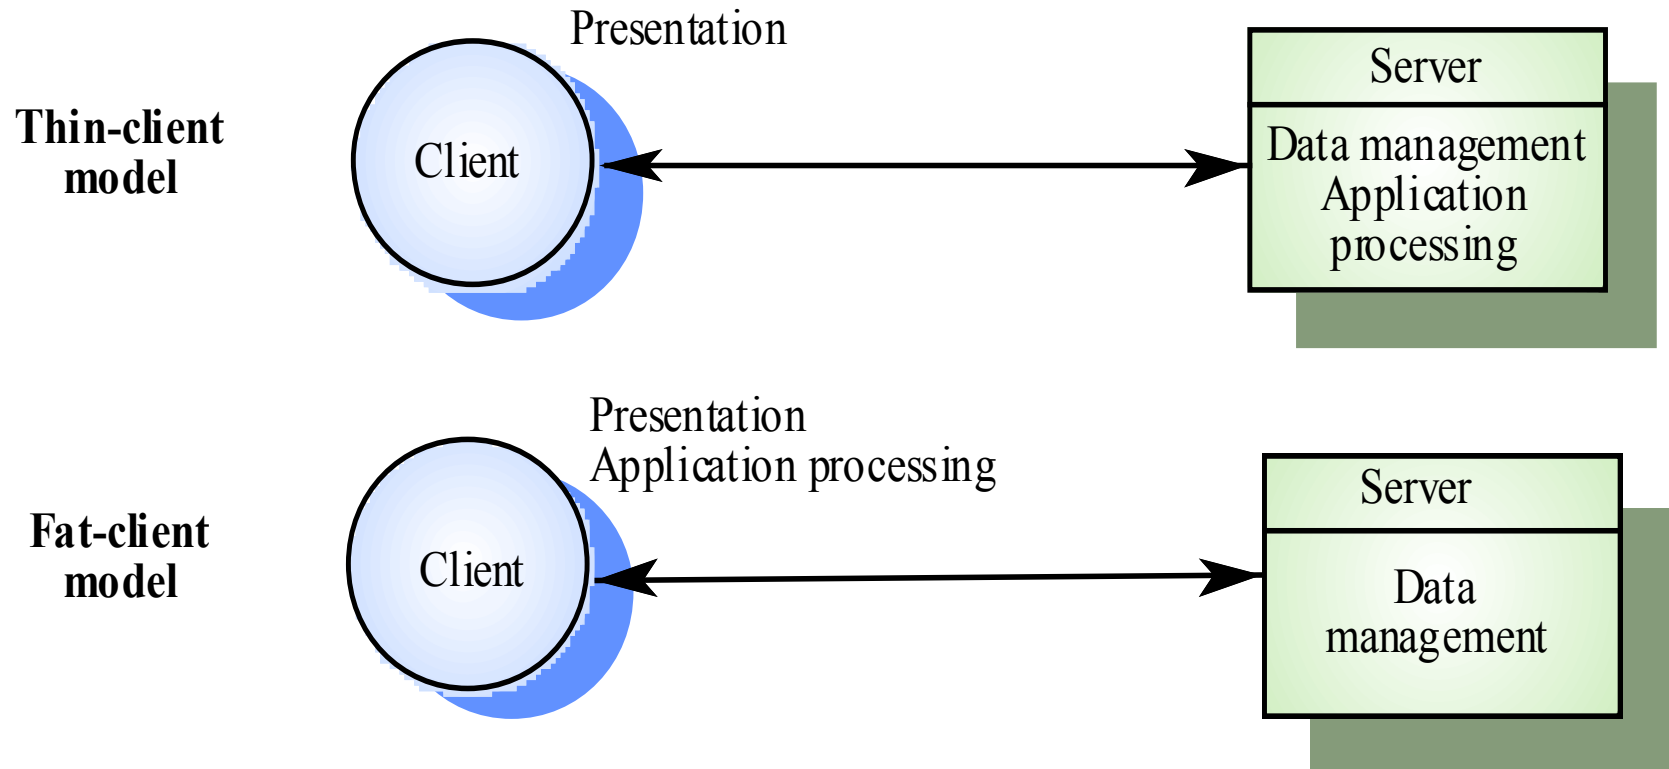 Presentation
Thin-client
model
Client
Server
Data management
Application
processing
Presentation
Application processing
Fat-client
model
Client
Server
Data
management